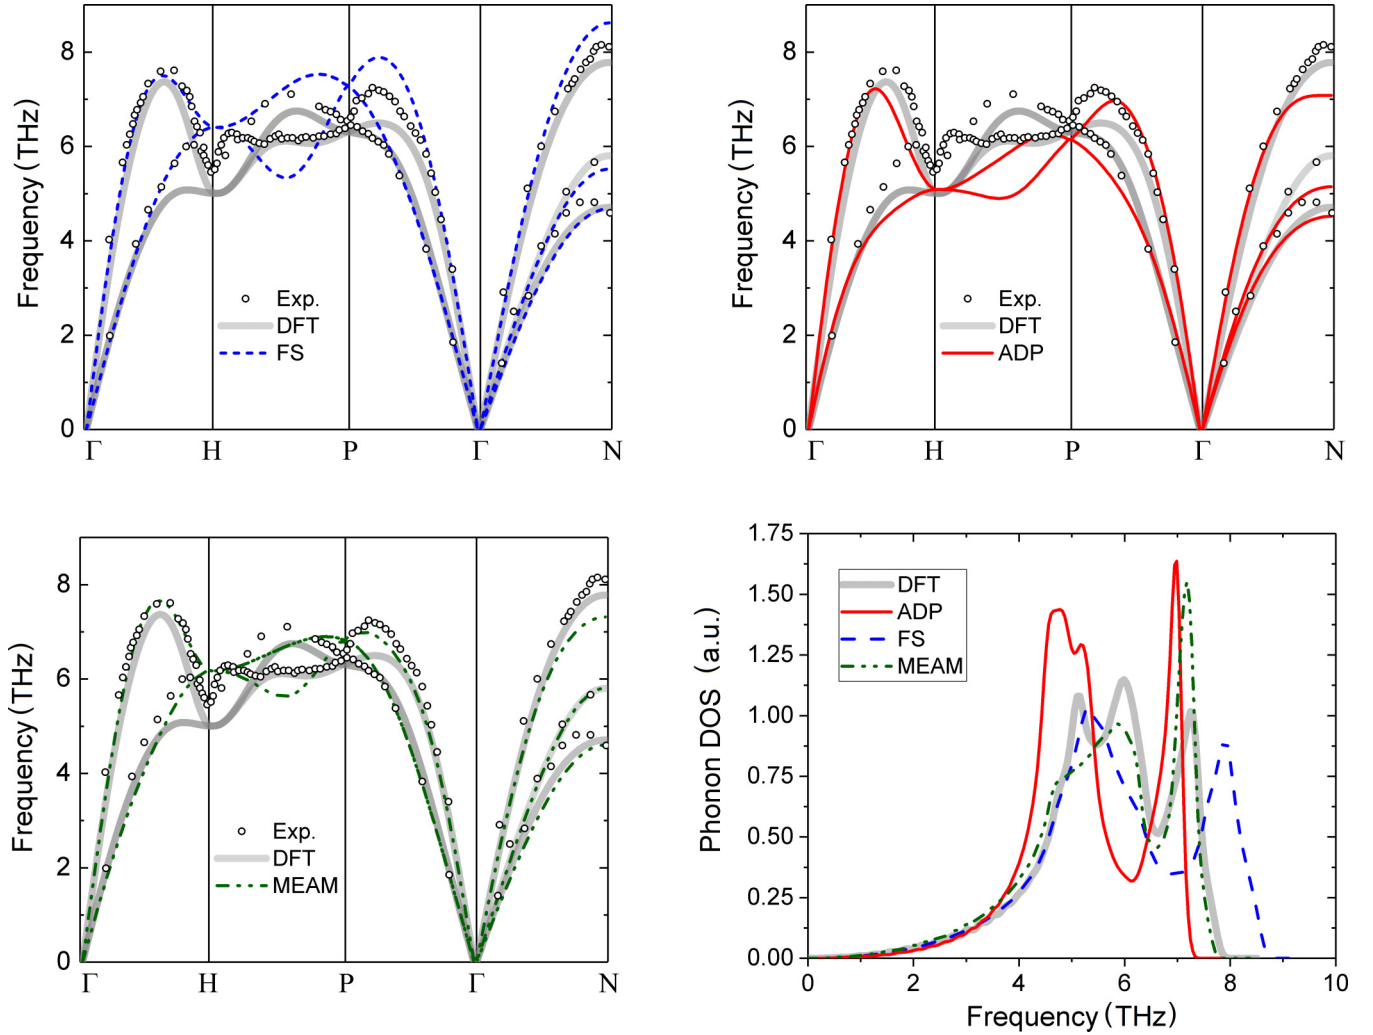 Frequency (THz)
8
6
4
2
0
Exp.
DFT
FS
Γ H P Γ N
Frequency (THz)
8
6
4
2
0
Exp.
DFT
ADP
Γ H P Γ N
Frequency (THz)
8
6
4
2
0
Exp.
DFT
MEAM
Γ H P Γ N
Phonon DOS (a.u.)
1.75
1.50
1.25
1.00
0.75
0.50
0.25
0.00
DFT
ADP
FS
MEAM
0 2 4 6 8 10
Frequency (THz)